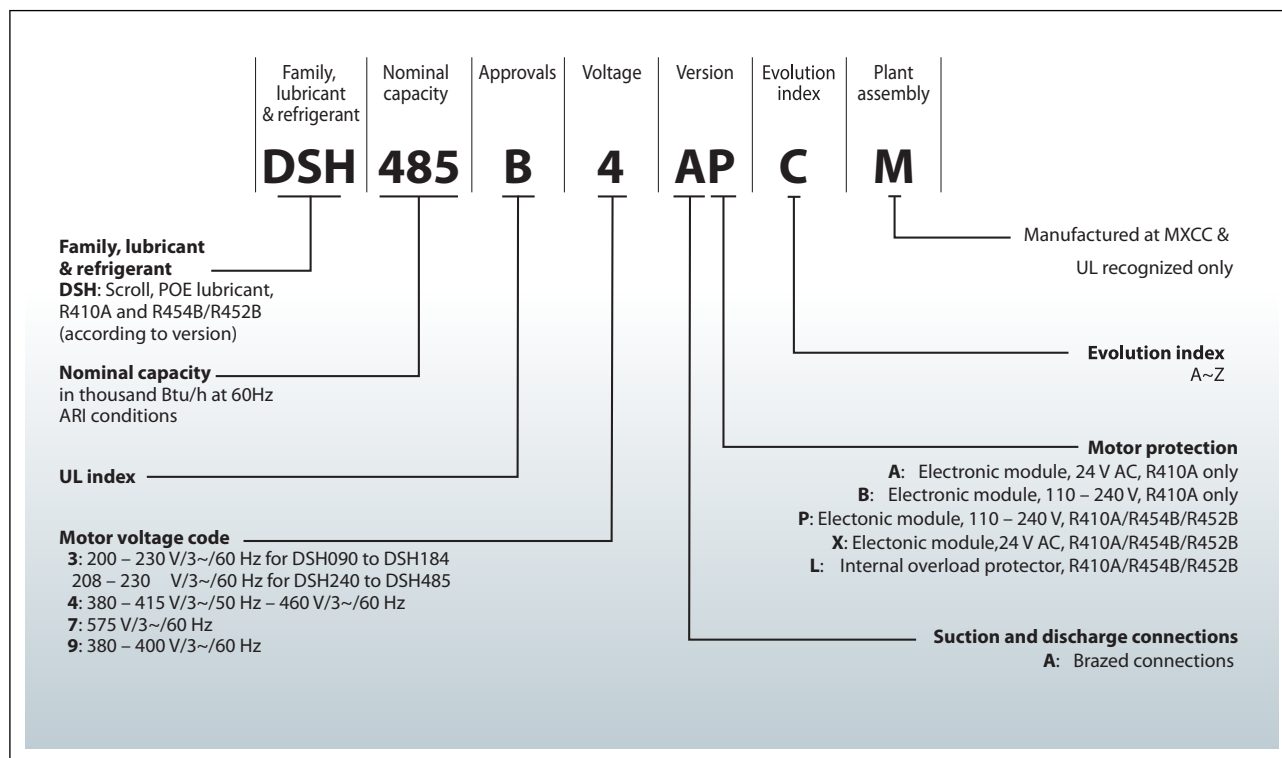 Family,
lubricant
& refrigerant
Nominal
capacity
Approvals
Voltage
Version
Evolution
index
Plant
assembly
DSH 485 B 4 AP C M
Manufactured at MXCC &
UL recognized only
Family, lubricant
& refrigerant
DSH: Scroll, POE lubricant,
R410A and R454B/R452B
(according to version)
Nominal capacity
in thousand Btu/h at 60Hz
ARI conditions
UL index
Motor voltage code
3: 200 – 230 V/3~/60 Hz for DSH090 to DSH184
208 – 230 V/3~/60 Hz for DSH240 to DSH485
4: 380 – 415 V/3~/50 Hz – 460 V/3~/60 Hz
7: 575 V/3~/60 Hz
9: 380 – 400 V/3~/60 Hz
Evolution index
A~Z
Motor protection
A: Electronic module, 24 V AC, R410A only
B: Electronic module, 110 – 240 V, R410A only
P: Electonic module, 110 – 240 V, R410A/R454B/R452B
X: Electonic module,24 V AC, R410A/R454B/R452B
L: Internal overload protector, R410A/R454B/R452B
Suction and discharge connections
A: Brazed connections